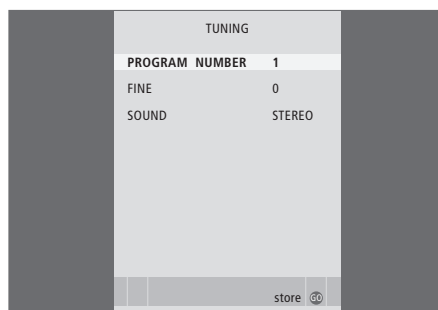 TUNING
PROGRAM NUMBER 1
FINE 0
SOUND STEREO
store GO